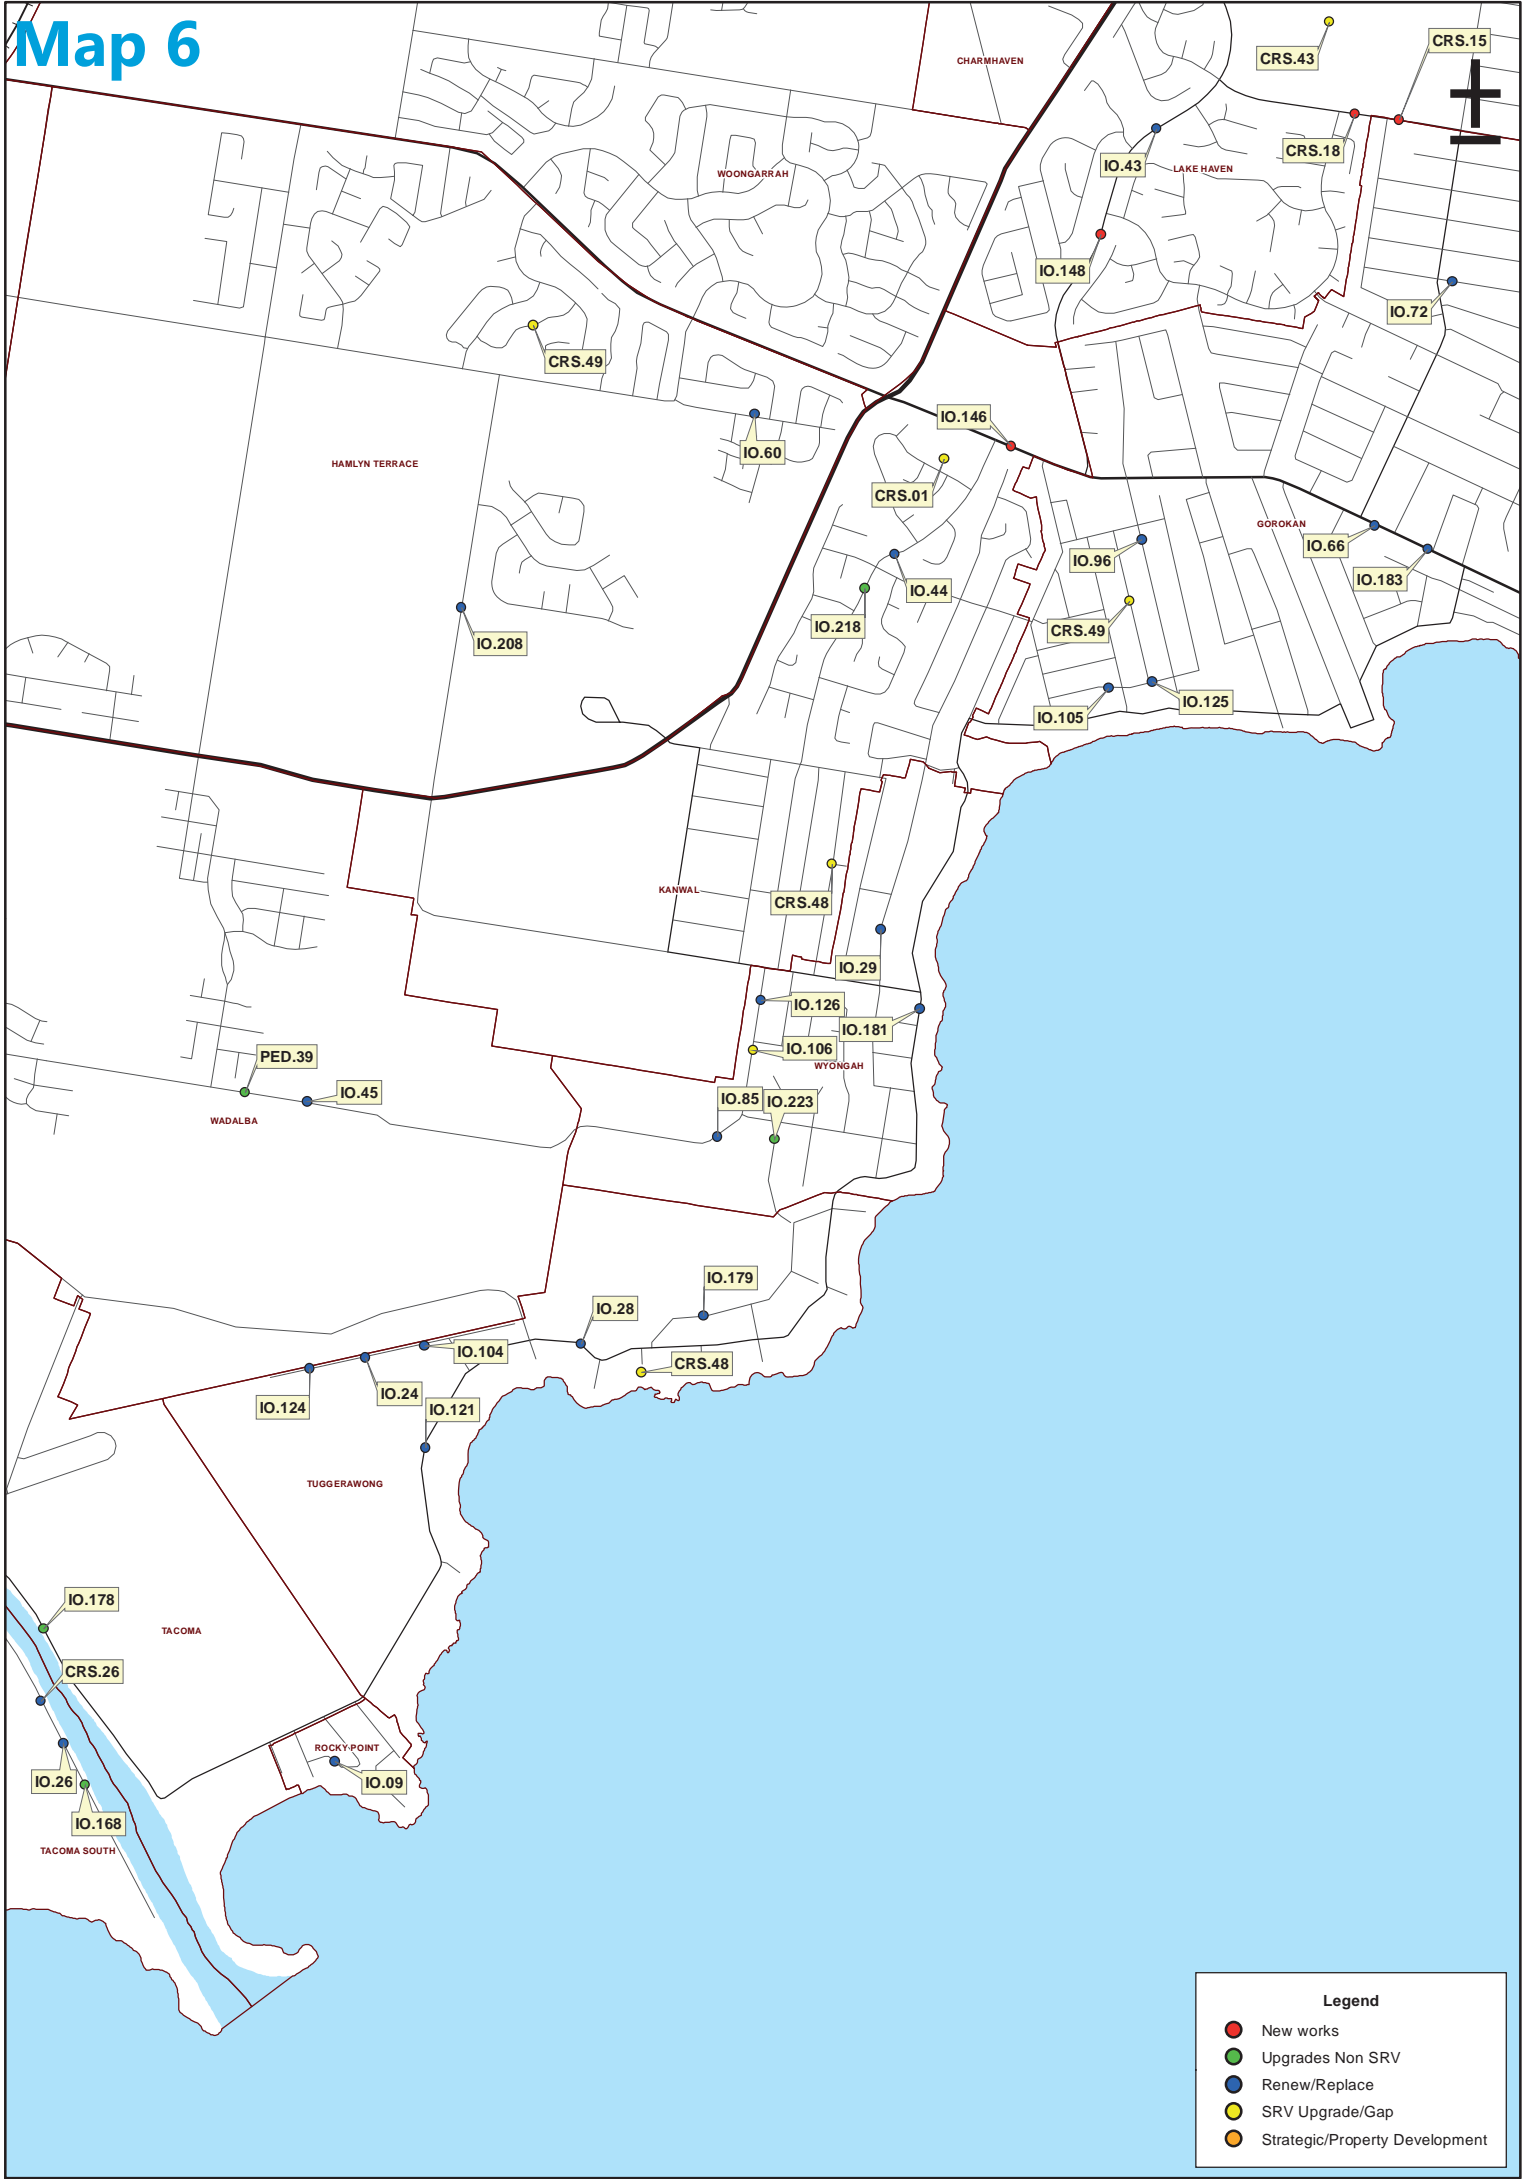 Map 6
CRS.15
CRS.43
CHARMHAVEN
CRS.18
IO.43
LAKE HAVEN
WOONGARRAH
IO.148
IO.72
CRS.49
IO.146
IO.60
HAMLYN TERRACE
CRS.01
GOROKAN
IO.66
IO.96
IO.183
IO.44
IO.218
CRS.49
IO.208
IO.125
IO.105
KANWAL
CRS.48
IO.29
IO.126
IO.181
IO.106
PED.39
WYONGAH
IO.45
IO.85
IO.223
WADALBA
IO.179
IO.28
IO.104
CRS.48
IO.24
IO.124
IO.121
TUGGERAWONG
IO.178
TACOMA
CRS.26
ROCKY POINT
IO.26
IO.09
IO.168
TACOMA SOUTH
Legend
New works
Upgrades Non SRV
Renew/Replace
SRV Upgrade/Gap
Strategic/Property Development